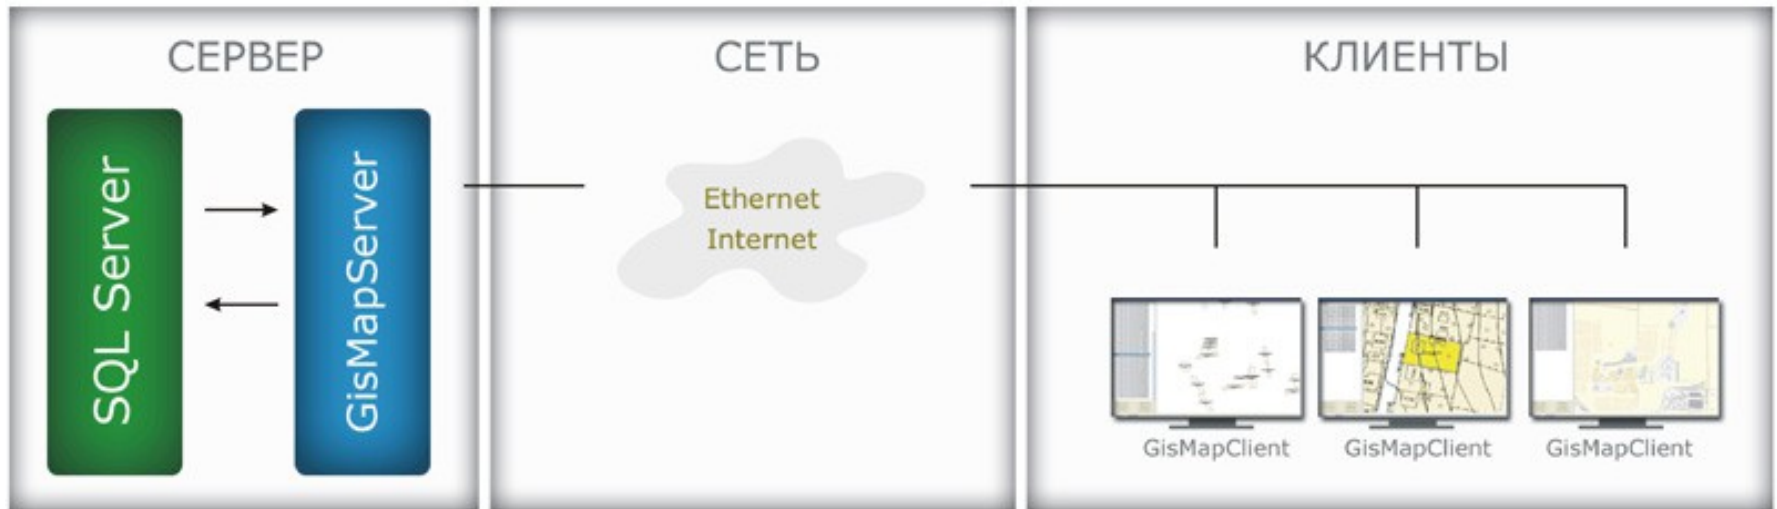 СЕРВЕР
SQL Server
GisMapServer
СЕТЬ
Ethernet
Internet
КЛИЕНТЫ
GisMapClient
GisMapClient
GisMapClient